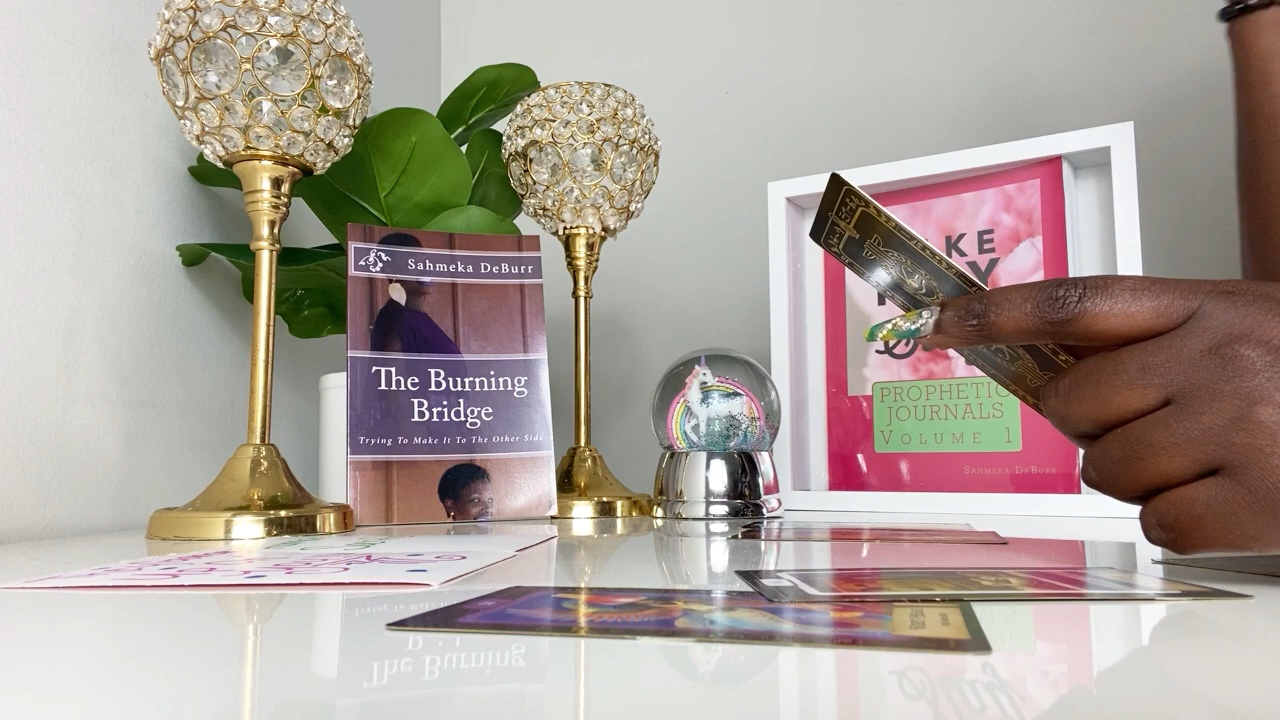 Sahmeka DeBurr
The Burning
Bridge
Trying To Make It To The Other Side
KE
Y
PROPHETIC
JOURNALS
VOLUME 1
SAHMEKA DEBURR